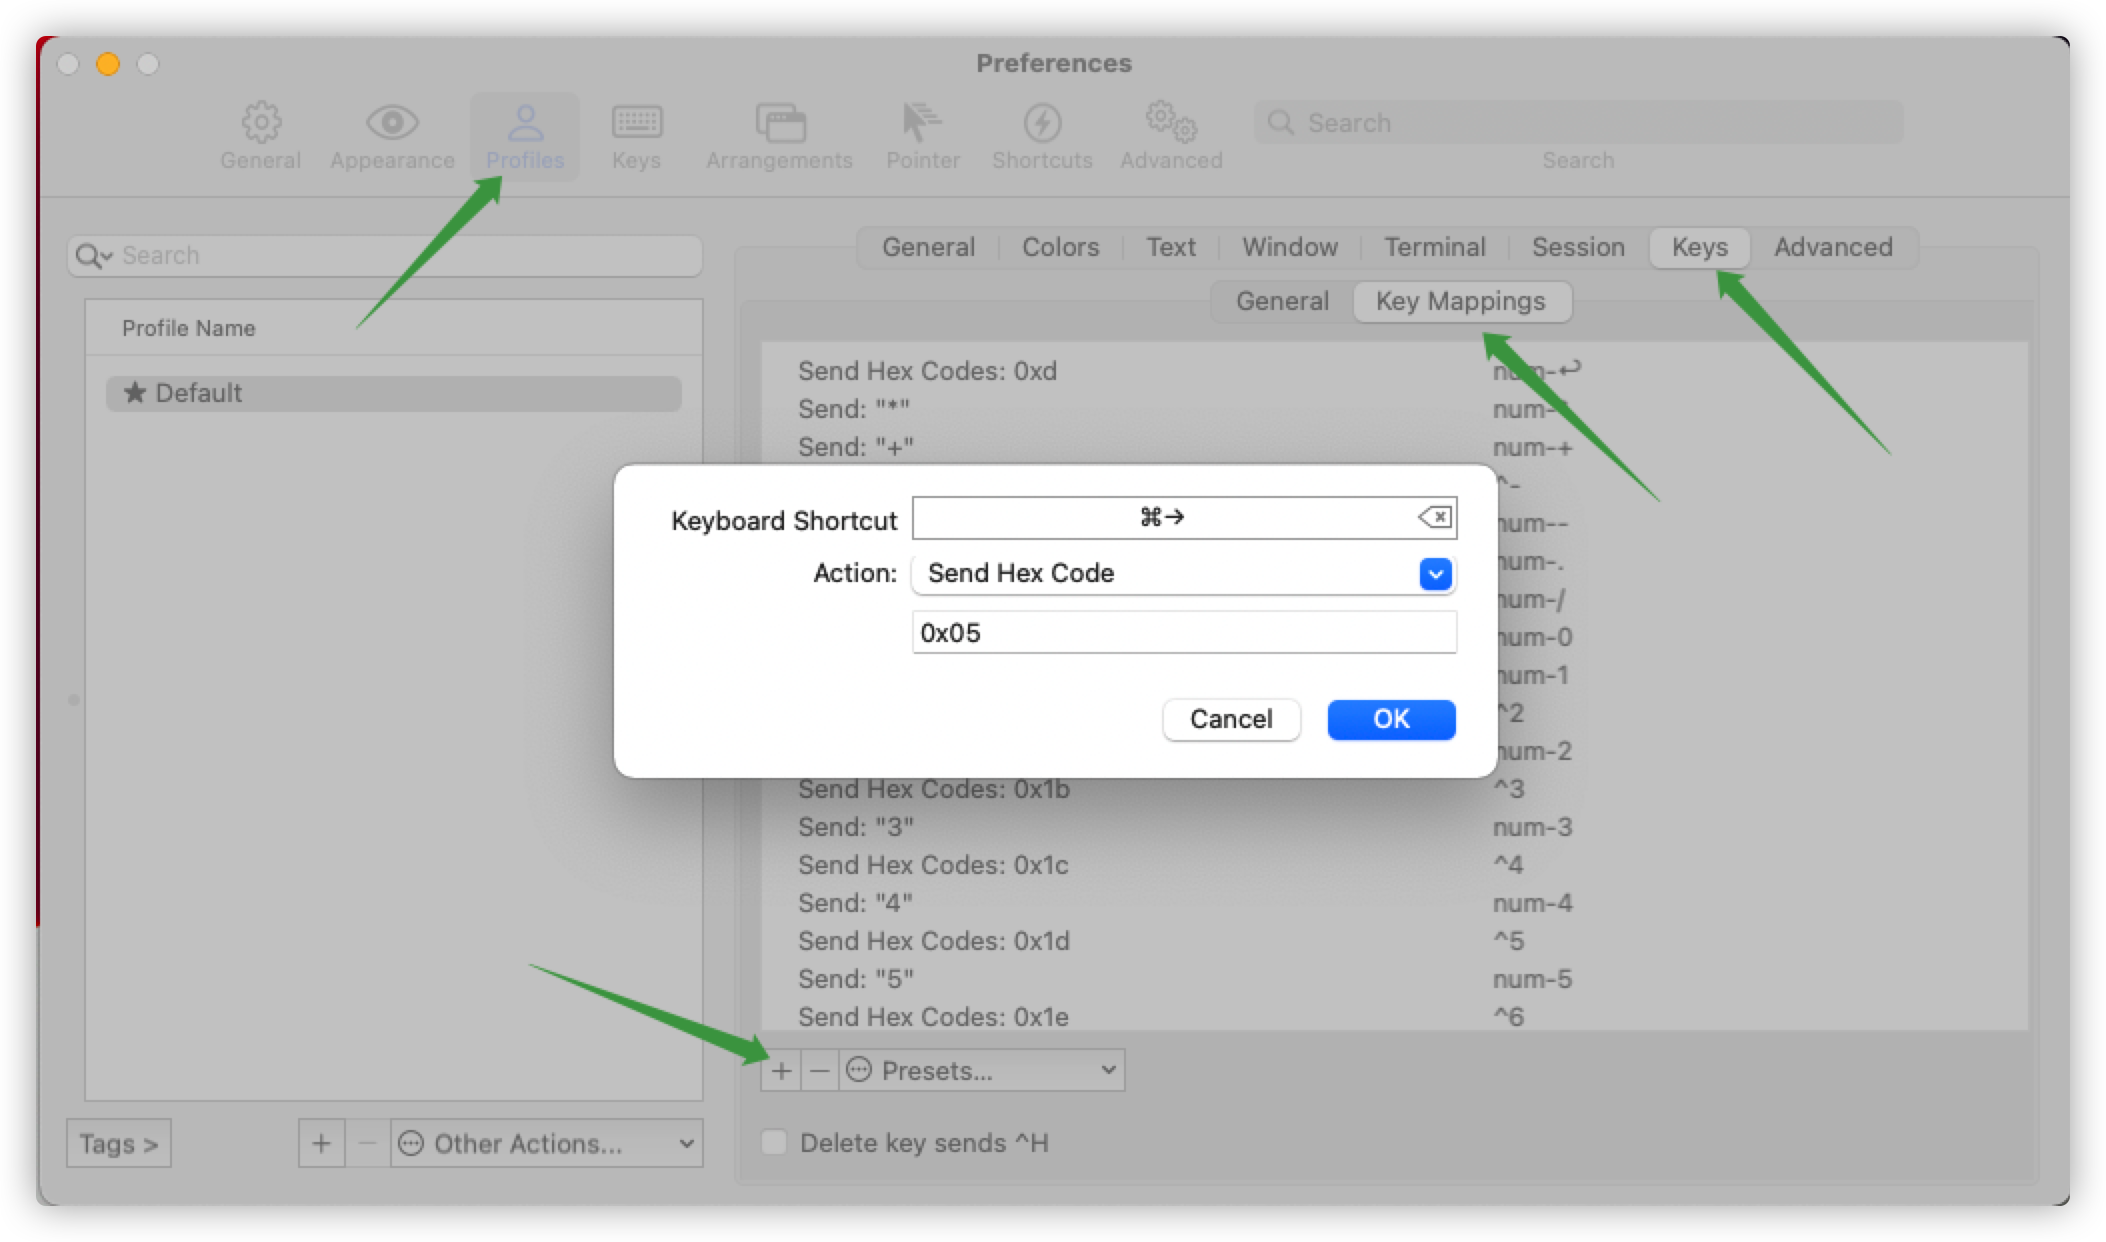 Preferences
General Appearance Profiles Keys Arrangements Pointer Shortcuts Advanced Search
Search
Search
General Colors Text Window Terminal Session Keys Advanced
General Key Mappings
Profile Name
★ Default
Send Hex Codes: 0xd num-↩
Send: "*"
Send: "+" num-+
^-
num--
num-.
num-/
num-0
num-1
^2
num-2
Keyboard Shortcut ⌘→
Action: Send Hex Code
0x05
Cancel OK
Send Hex Codes: 0x1b ^3
Send: "3" num-3
Send Hex Codes: 0x1c ^4
Send: "4" num-4
Send Hex Codes: 0x1d ^5
Send: "5" num-5
Send Hex Codes: 0x1e ^6
+ − Presets...
Tags > + − Other Actions...
Delete key sends ^H